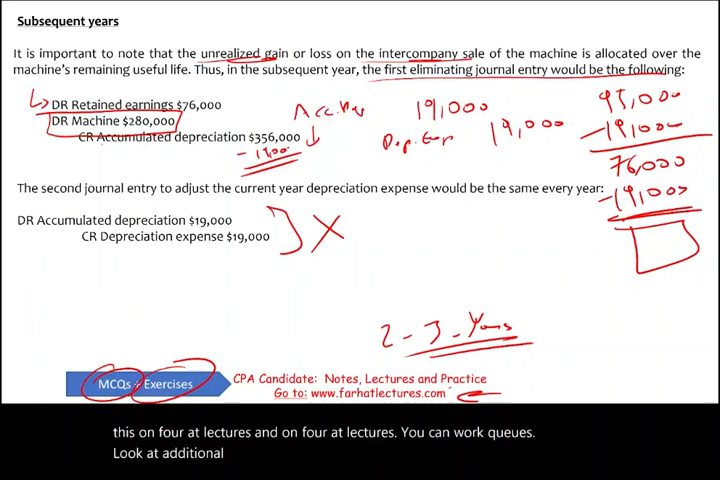 Subsequent years
It is important to note that the unrealized gain or loss on the intercompany sale of the machine is allocated over the
machine's remaining useful life. Thus, in the subsequent year, the first eliminating journal entry would be the following:
DR Retained earnings $76,000
DR Machine $280,000
CR Accumulated depreciation $356,000
- 19,000
Acc. Dep 19,000
Dep. Exp 19,000
95,000
-19,000
76,000
-19,000
The second journal entry to adjust the current year depreciation expense would be the same every year:
DR Accumulated depreciation $19,000
CR Depreciation expense $19,000
2 - 3 - Years
MCQs + Exercises
CPA Candidate: Notes, Lectures and Practice
Go to: www.farhatlectures.com
this on four at lectures and on four at lectures. You can work queues.
Look at additional